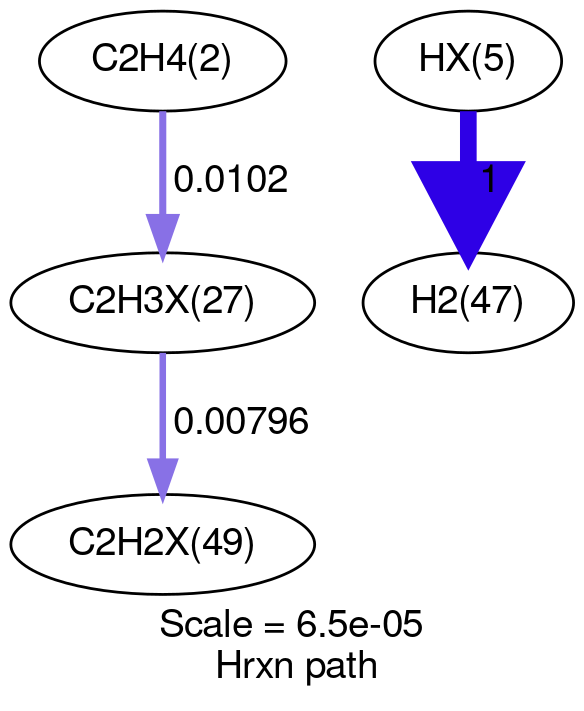 C2H4(2)
HX(5)
0.0102
1
C2H3X(27)
H2(47)
0.00796
C2H2X(49)
Scale = 6.5e-05
Hrxn path